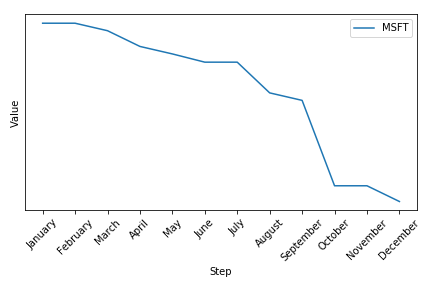 MSFT
Value
January
February
March
April
May
June
July
August
September
October
November
December
Step